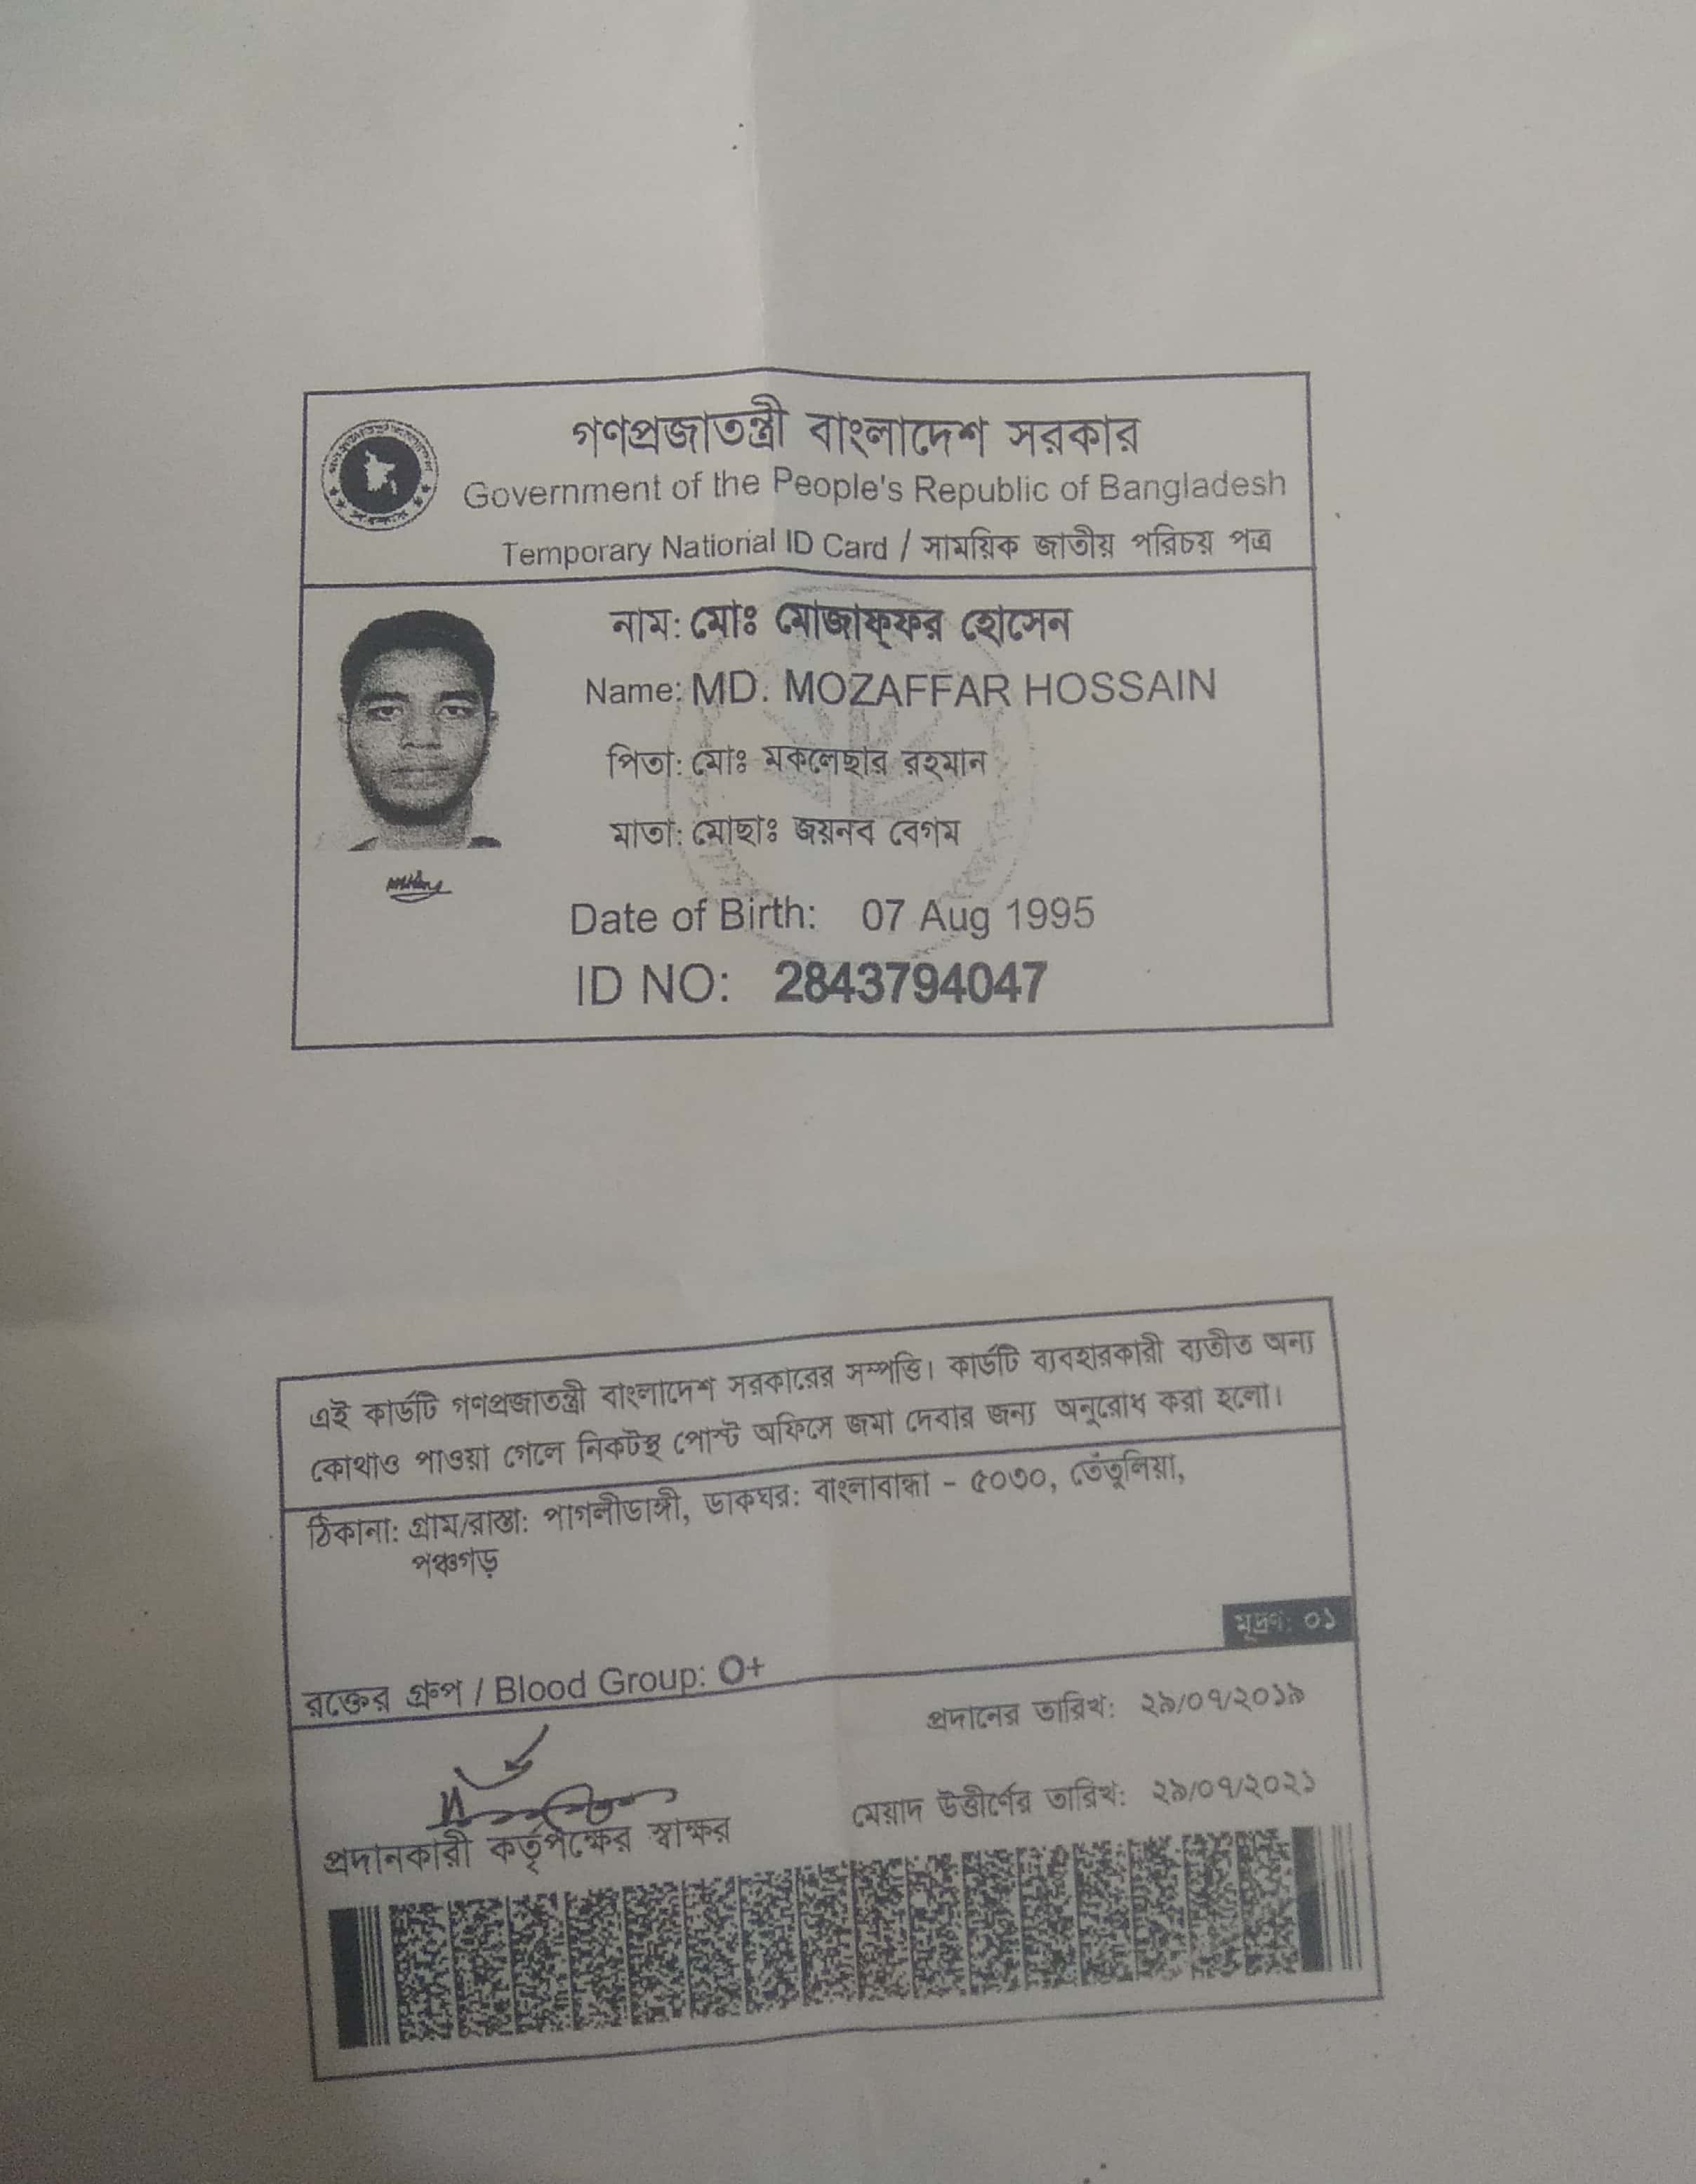 গণপ্রজাতন্ত্রী বাংলাদেশ সরকার
Government of the People's Republic of Bangladesh
Temporary National ID Card / সাময়িক জাতীয় পরিচয় পত্র
নাম: মোঃ মোজাফ্ফর হোসেন
Name: MD. MOZAFFAR HOSSAIN
পিতা: মোঃ মকলেছার রহমান
মাতা: মোছাঃ জয়নব বেগম
Date of Birth: 07 Aug 1995
ID NO: 2843794047
এই কার্ডটি গণপ্রজাতন্ত্রী বাংলাদেশ সরকারের সম্পত্তি। কার্ডটি ব্যবহারকারী ব্যতীত অন্য
কোথাও পাওয়া গেলে নিকটস্থ পোস্ট অফিসে জমা দেবার জন্য অনুরোধ করা হলো।
ঠিকানা: গ্রাম/রাস্তা: পাগলীডাঙ্গী, ডাকঘর: বাংলাবান্ধা - ৫০৩০, তেঁতুলিয়া,
পঞ্চগড়
মূদ্রণ: ০১
রক্তের গ্রুপ / Blood Group: O+
প্রদানের তারিখ: ২৯/০৭/২০১৯
মেয়াদ উত্তীর্ণের তারিখ: ২৯/০৭/২০২১
প্রদানকারী কর্তৃপক্ষের স্বাক্ষর